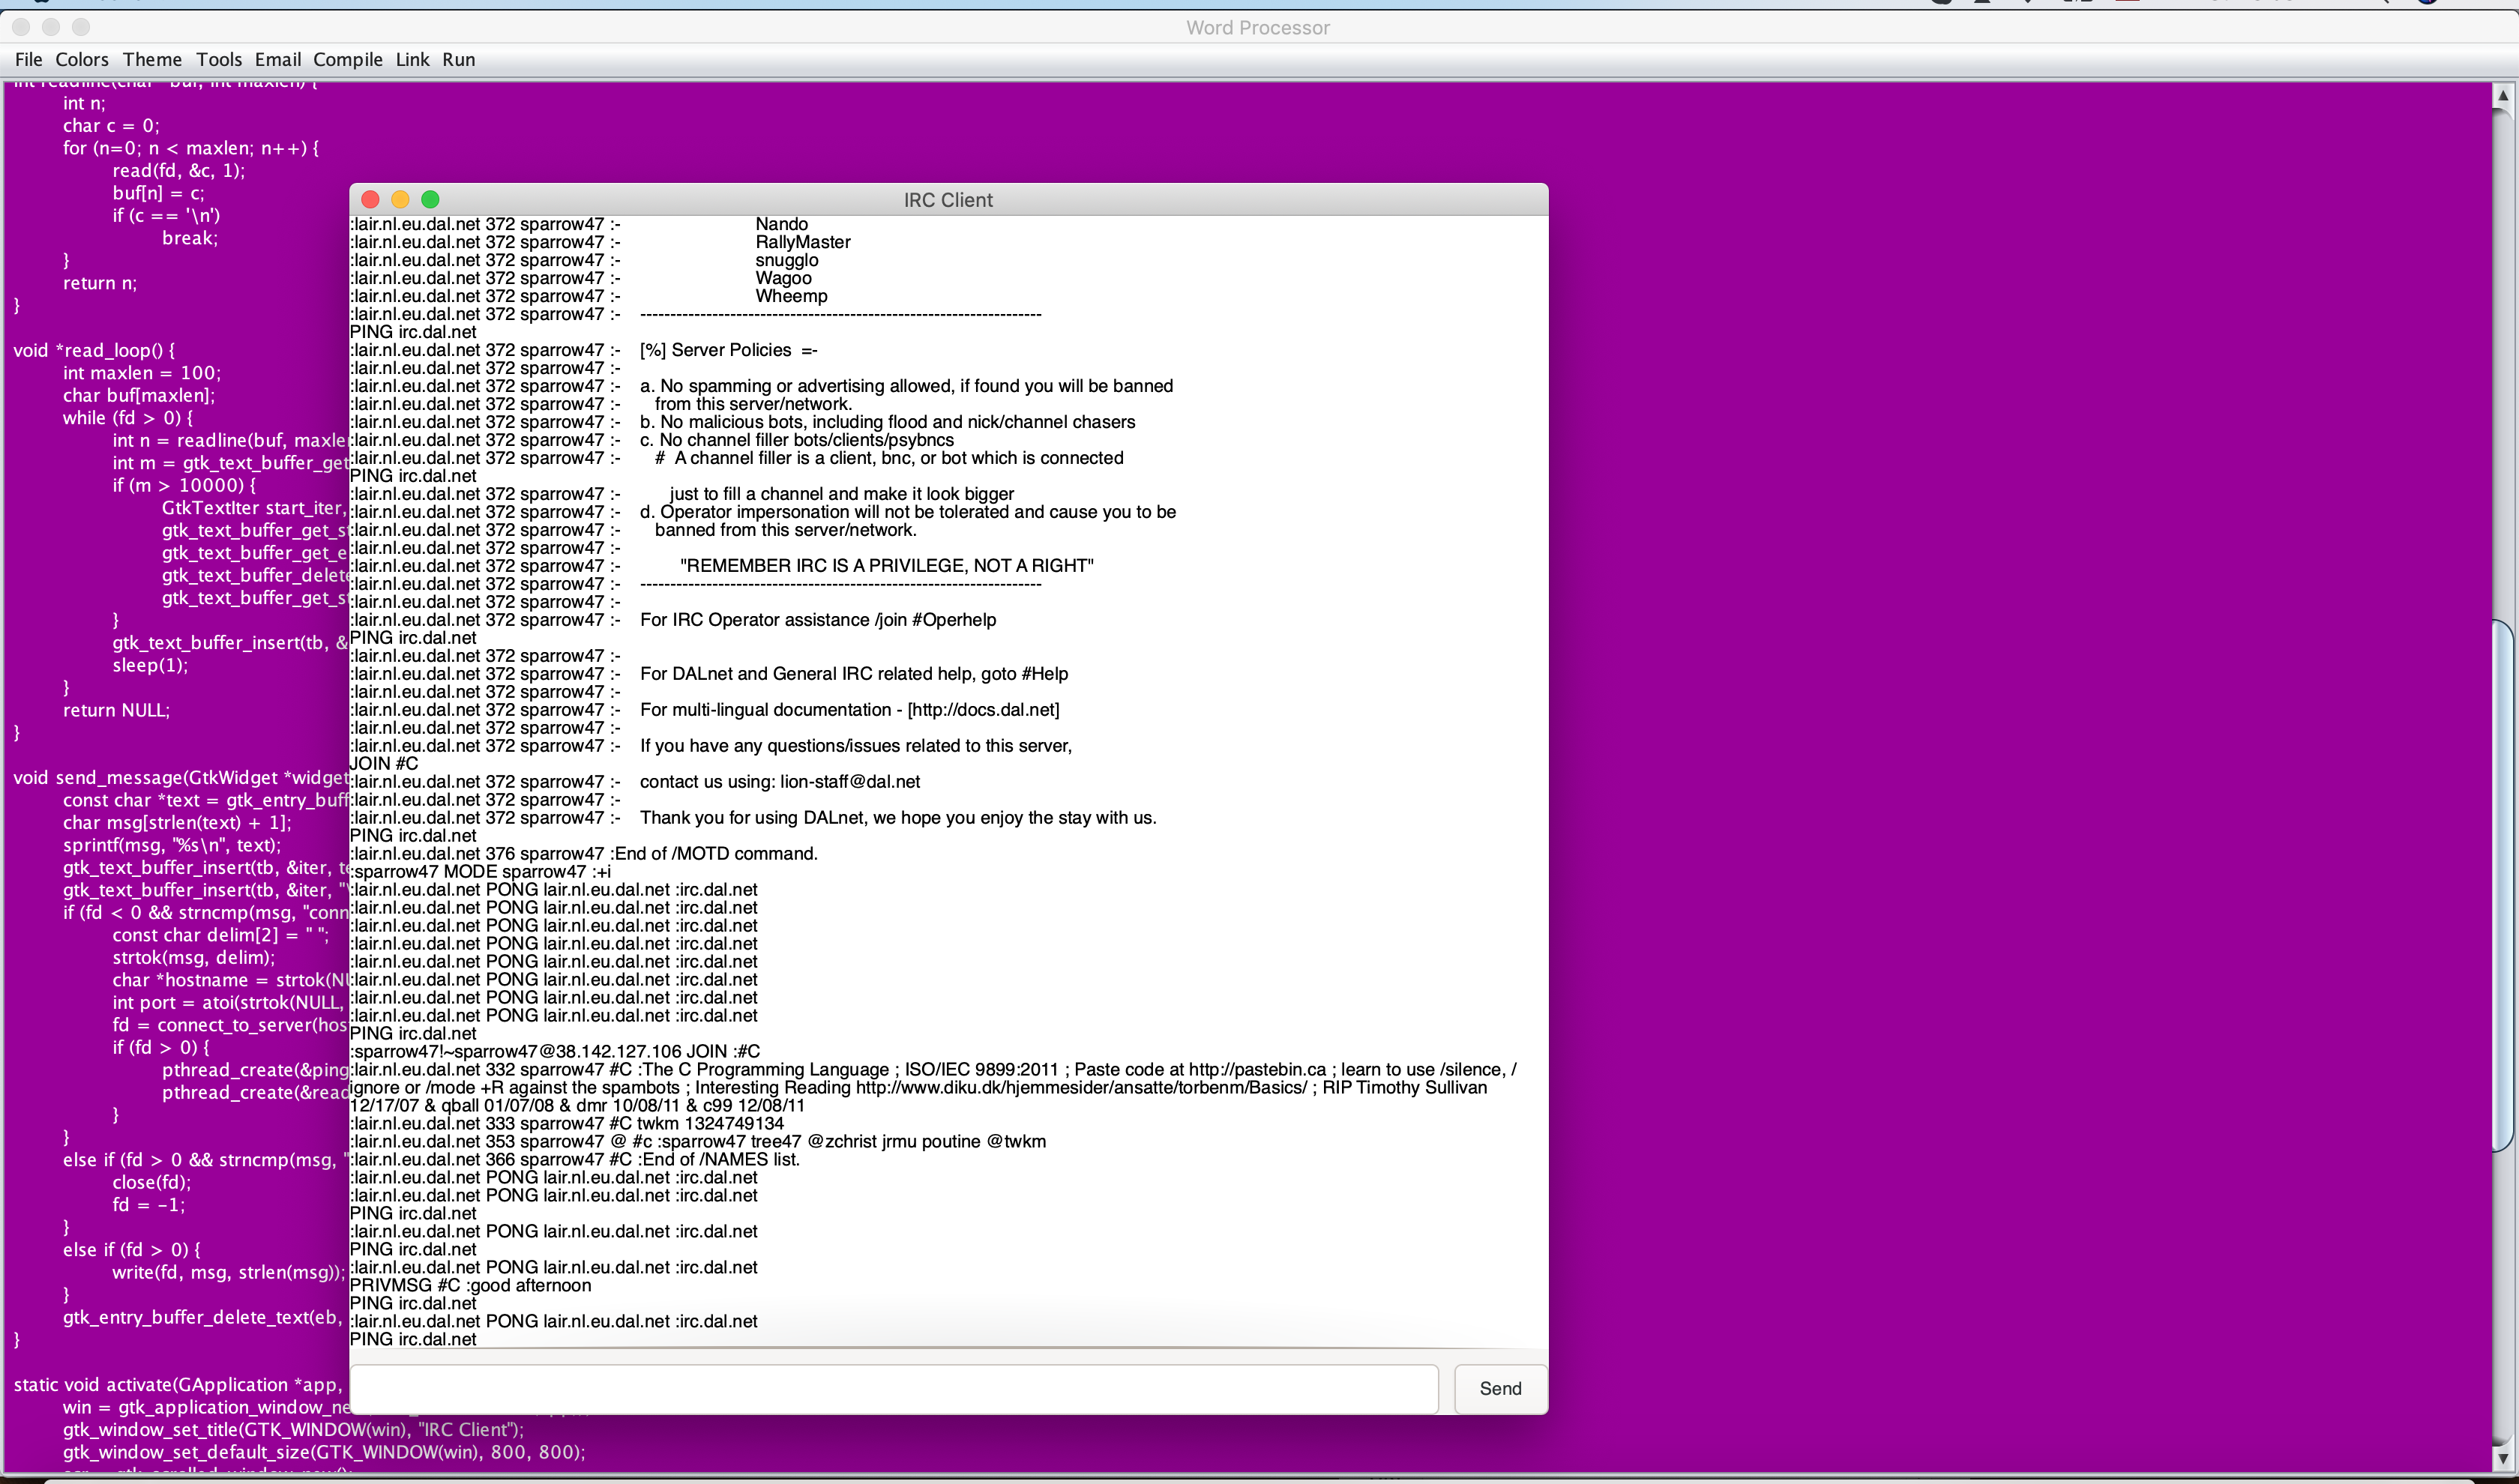 Word Processor
File Colors Theme Tools Email Compile Link Run
int readline(char *buf, int maxlen) {
int n;
char c = 0;
for (n=0; n < maxlen; n++) {
read(fd, &c, 1);
buf[n] = c;
if (c == '\n')
break;
}
return n;
}
void *read_loop() {
int maxlen = 100;
char buf[maxlen];
while (fd > 0) {
int n = readline(buf, maxle
int m = gtk_text_buffer_get
if (m > 10000) {
GtkTextIter start_iter,
gtk_text_buffer_get_st
gtk_text_buffer_get_e
gtk_text_buffer_delete
gtk_text_buffer_get_st
}
gtk_text_buffer_insert(tb, &
sleep(1);
}
return NULL;
}
void send_message(GtkWidget *widget
const char *text = gtk_entry_buff
char msg[strlen(text) + 1];
sprintf(msg, "%s\n", text);
gtk_text_buffer_insert(tb, &iter, te
gtk_text_buffer_insert(tb, &iter, "\
if (fd < 0 && strncmp(msg, "conn
const char delim[2] = " ";
strtok(msg, delim);
char *hostname = strtok(NU
int port = atoi(strtok(NULL,
fd = connect_to_server(hos
if (fd > 0) {
pthread_create(&ping
pthread_create(&read
}
}
else if (fd > 0 && strncmp(msg, "
close(fd);
fd = -1;
}
else if (fd > 0) {
write(fd, msg, strlen(msg));
}
gtk_entry_buffer_delete_text(eb,
}
static void activate(GApplication *app,
win = gtk_application_window_ne
gtk_window_set_title(GTK_WINDOW(win), "IRC Client");
gtk_window_set_default_size(GTK_WINDOW(win), 800, 800);
IRC Client
:lair.nl.eu.dal.net 372 sparrow47 :- Nando
:lair.nl.eu.dal.net 372 sparrow47 :- RallyMaster
:lair.nl.eu.dal.net 372 sparrow47 :- snugglo
:lair.nl.eu.dal.net 372 sparrow47 :- Wagoo
:lair.nl.eu.dal.net 372 sparrow47 :- Wheemp
:lair.nl.eu.dal.net 372 sparrow47 :- -------------------------------------------------------------------
PING irc.dal.net
:lair.nl.eu.dal.net 372 sparrow47 :- [%] Server Policies =-
:lair.nl.eu.dal.net 372 sparrow47 :-
:lair.nl.eu.dal.net 372 sparrow47 :- a. No spamming or advertising allowed, if found you will be banned
:lair.nl.eu.dal.net 372 sparrow47 :- from this server/network.
:lair.nl.eu.dal.net 372 sparrow47 :- b. No malicious bots, including flood and nick/channel chasers
:lair.nl.eu.dal.net 372 sparrow47 :- c. No channel filler bots/clients/psybncs
:lair.nl.eu.dal.net 372 sparrow47 :- # A channel filler is a client, bnc, or bot which is connected
PING irc.dal.net
:lair.nl.eu.dal.net 372 sparrow47 :- just to fill a channel and make it look bigger
:lair.nl.eu.dal.net 372 sparrow47 :- d. Operator impersonation will not be tolerated and cause you to be
:lair.nl.eu.dal.net 372 sparrow47 :- banned from this server/network.
:lair.nl.eu.dal.net 372 sparrow47 :-
:lair.nl.eu.dal.net 372 sparrow47 :- "REMEMBER IRC IS A PRIVILEGE, NOT A RIGHT"
:lair.nl.eu.dal.net 372 sparrow47 :- -------------------------------------------------------------------
:lair.nl.eu.dal.net 372 sparrow47 :-
:lair.nl.eu.dal.net 372 sparrow47 :- For IRC Operator assistance /join #Operhelp
PING irc.dal.net
:lair.nl.eu.dal.net 372 sparrow47 :-
:lair.nl.eu.dal.net 372 sparrow47 :- For DALnet and General IRC related help, goto #Help
:lair.nl.eu.dal.net 372 sparrow47 :-
:lair.nl.eu.dal.net 372 sparrow47 :- For multi-lingual documentation - [http://docs.dal.net]
:lair.nl.eu.dal.net 372 sparrow47 :-
:lair.nl.eu.dal.net 372 sparrow47 :- If you have any questions/issues related to this server,
JOIN #C
:lair.nl.eu.dal.net 372 sparrow47 :- contact us using: lion-staff@dal.net
:lair.nl.eu.dal.net 372 sparrow47 :-
:lair.nl.eu.dal.net 372 sparrow47 :- Thank you for using DALnet, we hope you enjoy the stay with us.
PING irc.dal.net
:lair.nl.eu.dal.net 376 sparrow47 :End of /MOTD command.
:sparrow47 MODE sparrow47 :+i
:lair.nl.eu.dal.net PONG lair.nl.eu.dal.net :irc.dal.net
:lair.nl.eu.dal.net PONG lair.nl.eu.dal.net :irc.dal.net
:lair.nl.eu.dal.net PONG lair.nl.eu.dal.net :irc.dal.net
:lair.nl.eu.dal.net PONG lair.nl.eu.dal.net :irc.dal.net
:lair.nl.eu.dal.net PONG lair.nl.eu.dal.net :irc.dal.net
:lair.nl.eu.dal.net PONG lair.nl.eu.dal.net :irc.dal.net
:lair.nl.eu.dal.net PONG lair.nl.eu.dal.net :irc.dal.net
:lair.nl.eu.dal.net PONG lair.nl.eu.dal.net :irc.dal.net
PING irc.dal.net
:sparrow47!~sparrow47@38.142.127.106 JOIN :#C
:lair.nl.eu.dal.net 332 sparrow47 #C :The C Programming Language ; ISO/IEC 9899:2011 ; Paste code at http://pastebin.ca ; learn to use /silence, /
ignore or /mode +R against the spambots ; Interesting Reading http://www.diku.dk/hjemmesider/ansatte/torbenm/Basics/ ; RIP Timothy Sullivan
12/17/07 & qball 01/07/08 & dmr 10/08/11 & c99 12/08/11
:lair.nl.eu.dal.net 333 sparrow47 #C twkm 1324749134
:lair.nl.eu.dal.net 353 sparrow47 @ #c :sparrow47 tree47 @zchrist jrmu poutine @twkm
:lair.nl.eu.dal.net 366 sparrow47 #C :End of /NAMES list.
:lair.nl.eu.dal.net PONG lair.nl.eu.dal.net :irc.dal.net
:lair.nl.eu.dal.net PONG lair.nl.eu.dal.net :irc.dal.net
PING irc.dal.net
:lair.nl.eu.dal.net PONG lair.nl.eu.dal.net :irc.dal.net
PING irc.dal.net
:lair.nl.eu.dal.net PONG lair.nl.eu.dal.net :irc.dal.net
PRIVMSG #C :good afternoon
PING irc.dal.net
:lair.nl.eu.dal.net PONG lair.nl.eu.dal.net :irc.dal.net
PING irc.dal.net
Send